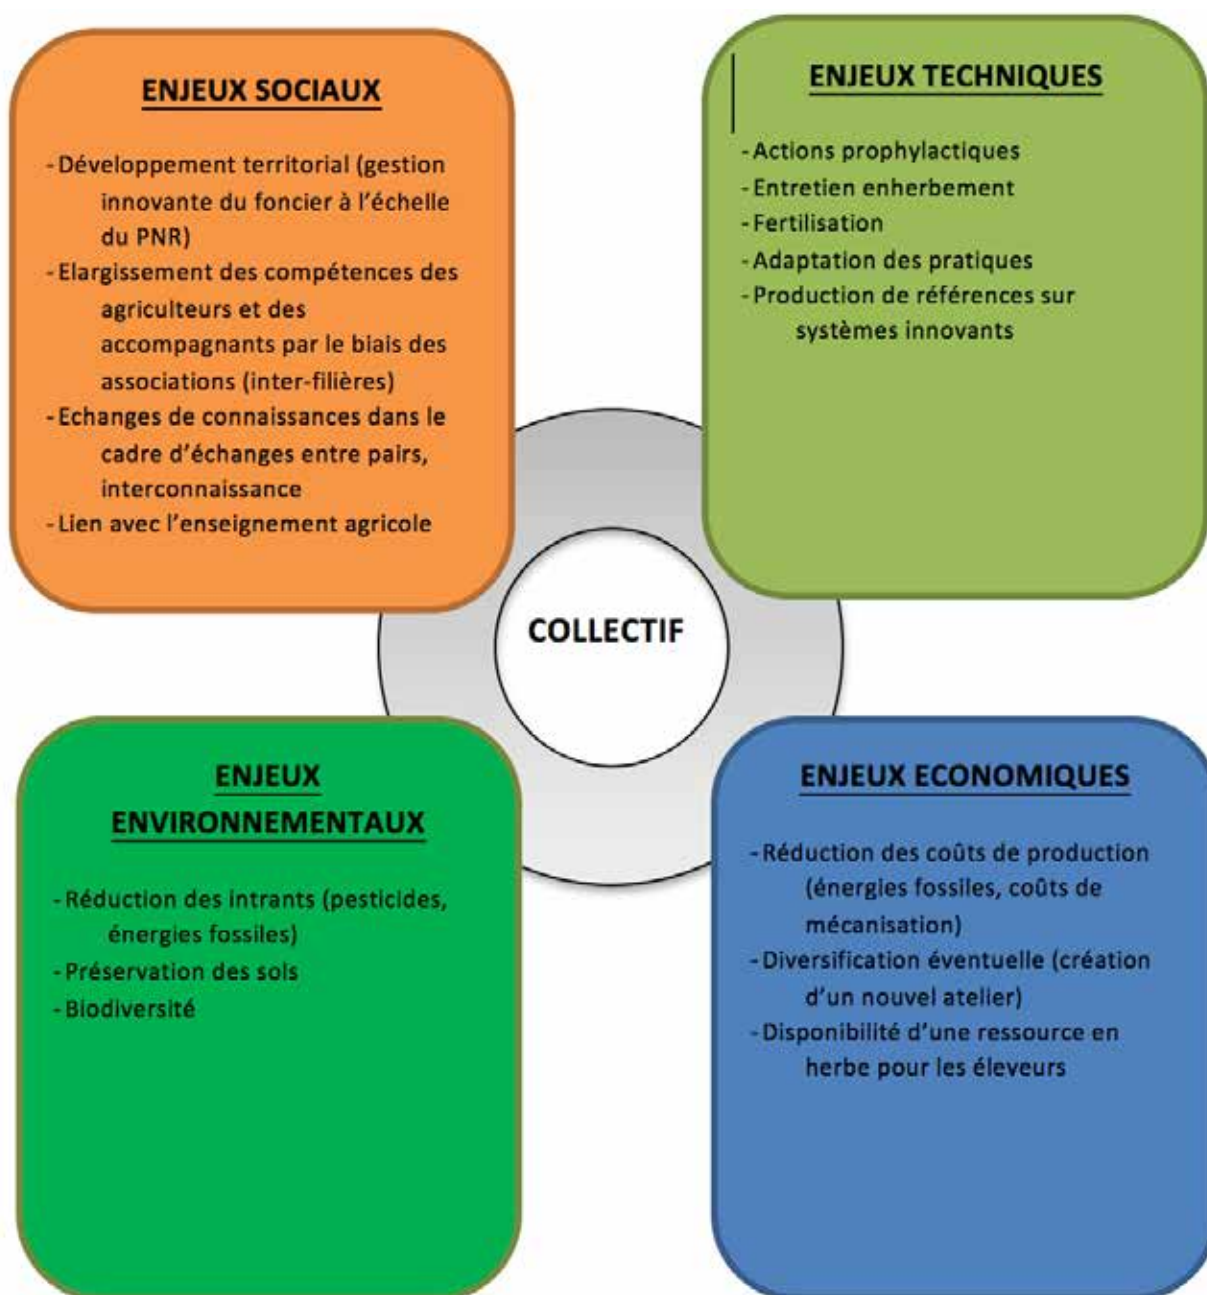 ENJEUX SOCIAUX
- Développement territorial (gestion
innovante du foncier à l'échelle
du PNR)
- Elargissement des compétences des
agriculteurs et des
accompagnants par le biais des
associations (inter-filières)
- Echanges de connaissances dans le
cadre d'échanges entre pairs,
interconnaissance
- Lien avec l'enseignement agricole
ENJEUX TECHNIQUES
- Actions prophylactiques
- Entretien enherbement
- Fertilisation
- Adaptation des pratiques
- Production de références sur
systèmes innovants
COLLECTIF
ENJEUX
ENVIRONNEMENTAUX
- Réduction des intrants (pesticides,
énergies fossiles)
- Préservation des sols
- Biodiversité
ENJEUX ECONOMIQUES
- Réduction des coûts de production
(énergies fossiles, coûts de
mécanisation)
- Diversification éventuelle (création
d'un nouvel atelier)
- Disponibilité d'une ressource en
herbe pour les éleveurs